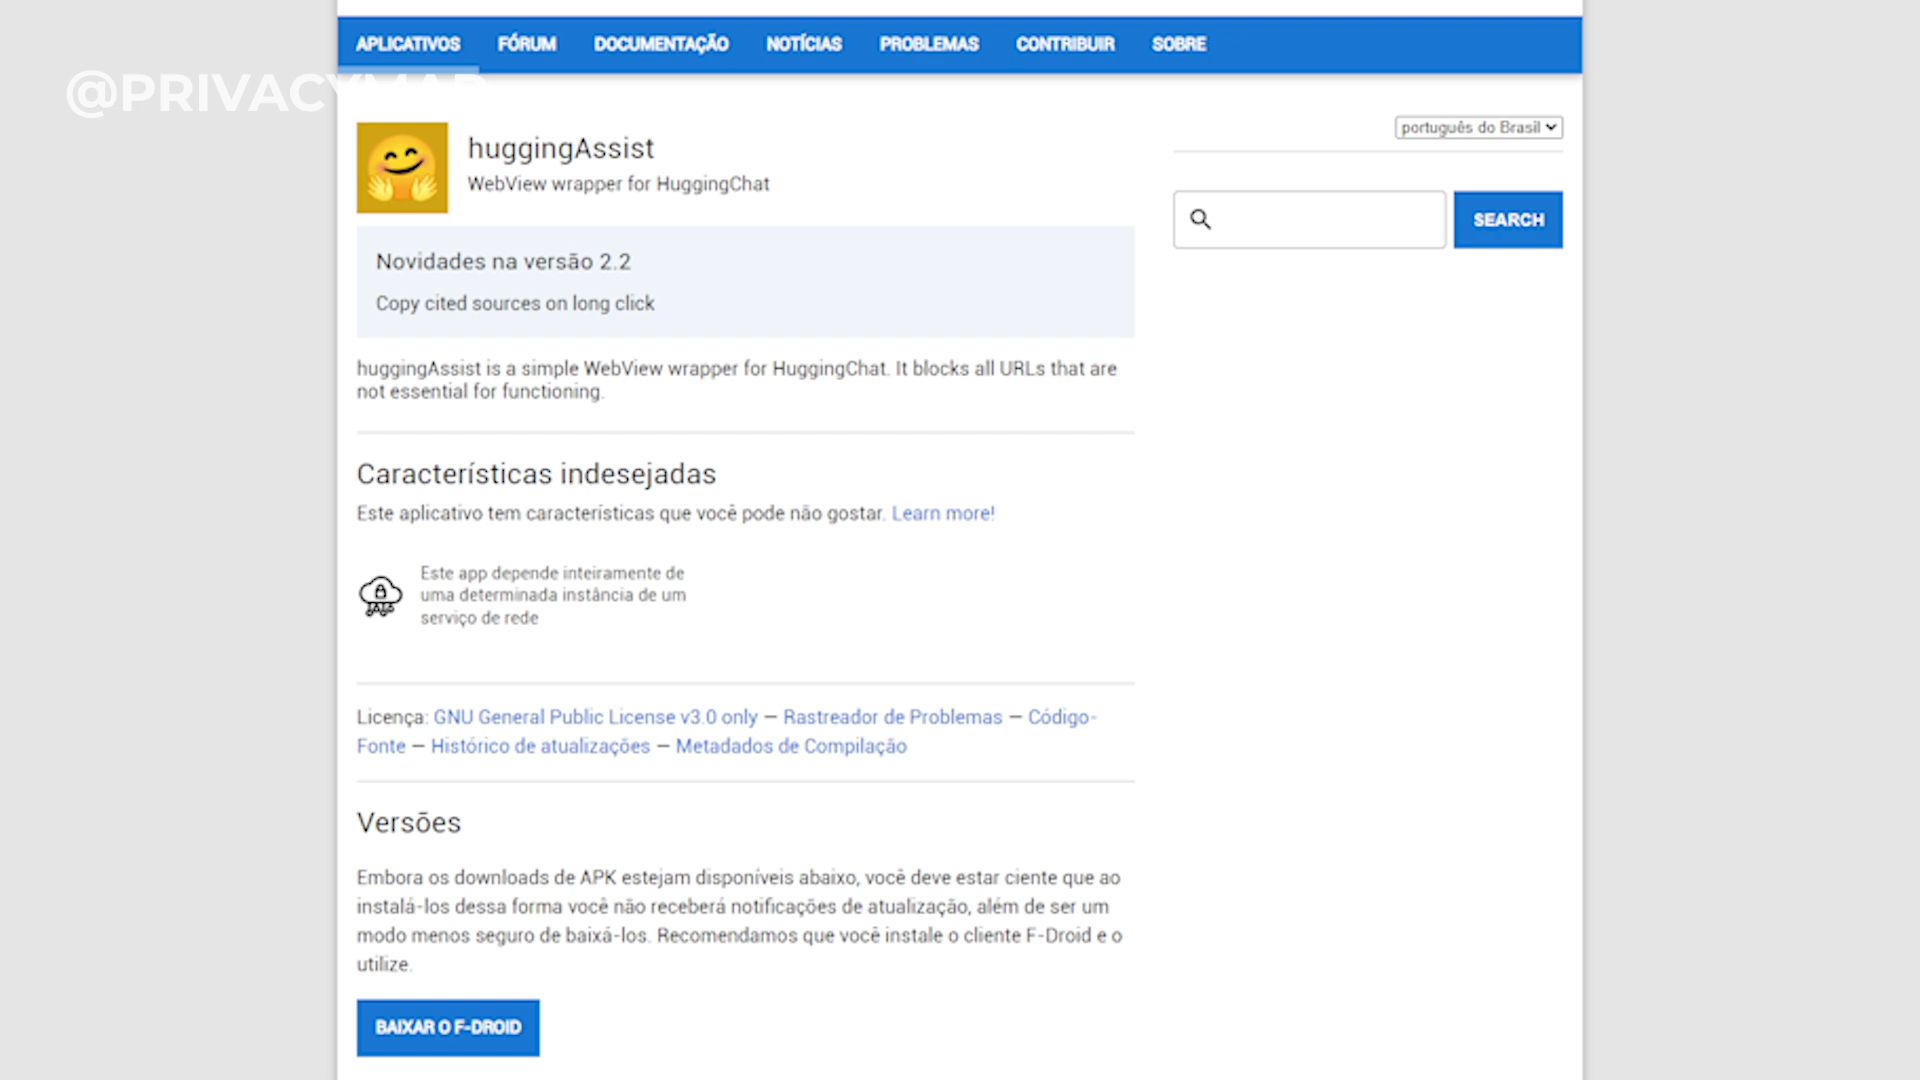 APLICATIVOS FÓRUM DOCUMENTAÇÃO NOTÍCIAS PROBLEMAS CONTRIBUIR SOBRE
português do Brasil
huggingAssist
WebView wrapper for HuggingChat
SEARCH
Novidades na versão 2.2
Copy cited sources on long click
huggingAssist is a simple WebView wrapper for HuggingChat. It blocks all URLs that are
not essential for functioning.
Características indesejadas
Este aplicativo tem características que você pode não gostar. Learn more!
Este app depende inteiramente de
uma determinada instância de um
serviço de rede
Licença: GNU General Public License v3.0 only — Rastreador de Problemas — Código-
Fonte — Histórico de atualizações — Metadados de Compilação
Versões
Embora os downloads de APK estejam disponíveis abaixo, você deve estar ciente que ao
instalá-los dessa forma você não receberá notificações de atualização, além de ser um
modo menos seguro de baixá-los. Recomendamos que você instale o cliente F-Droid e o
utilize.
BAIXAR O F-DROID